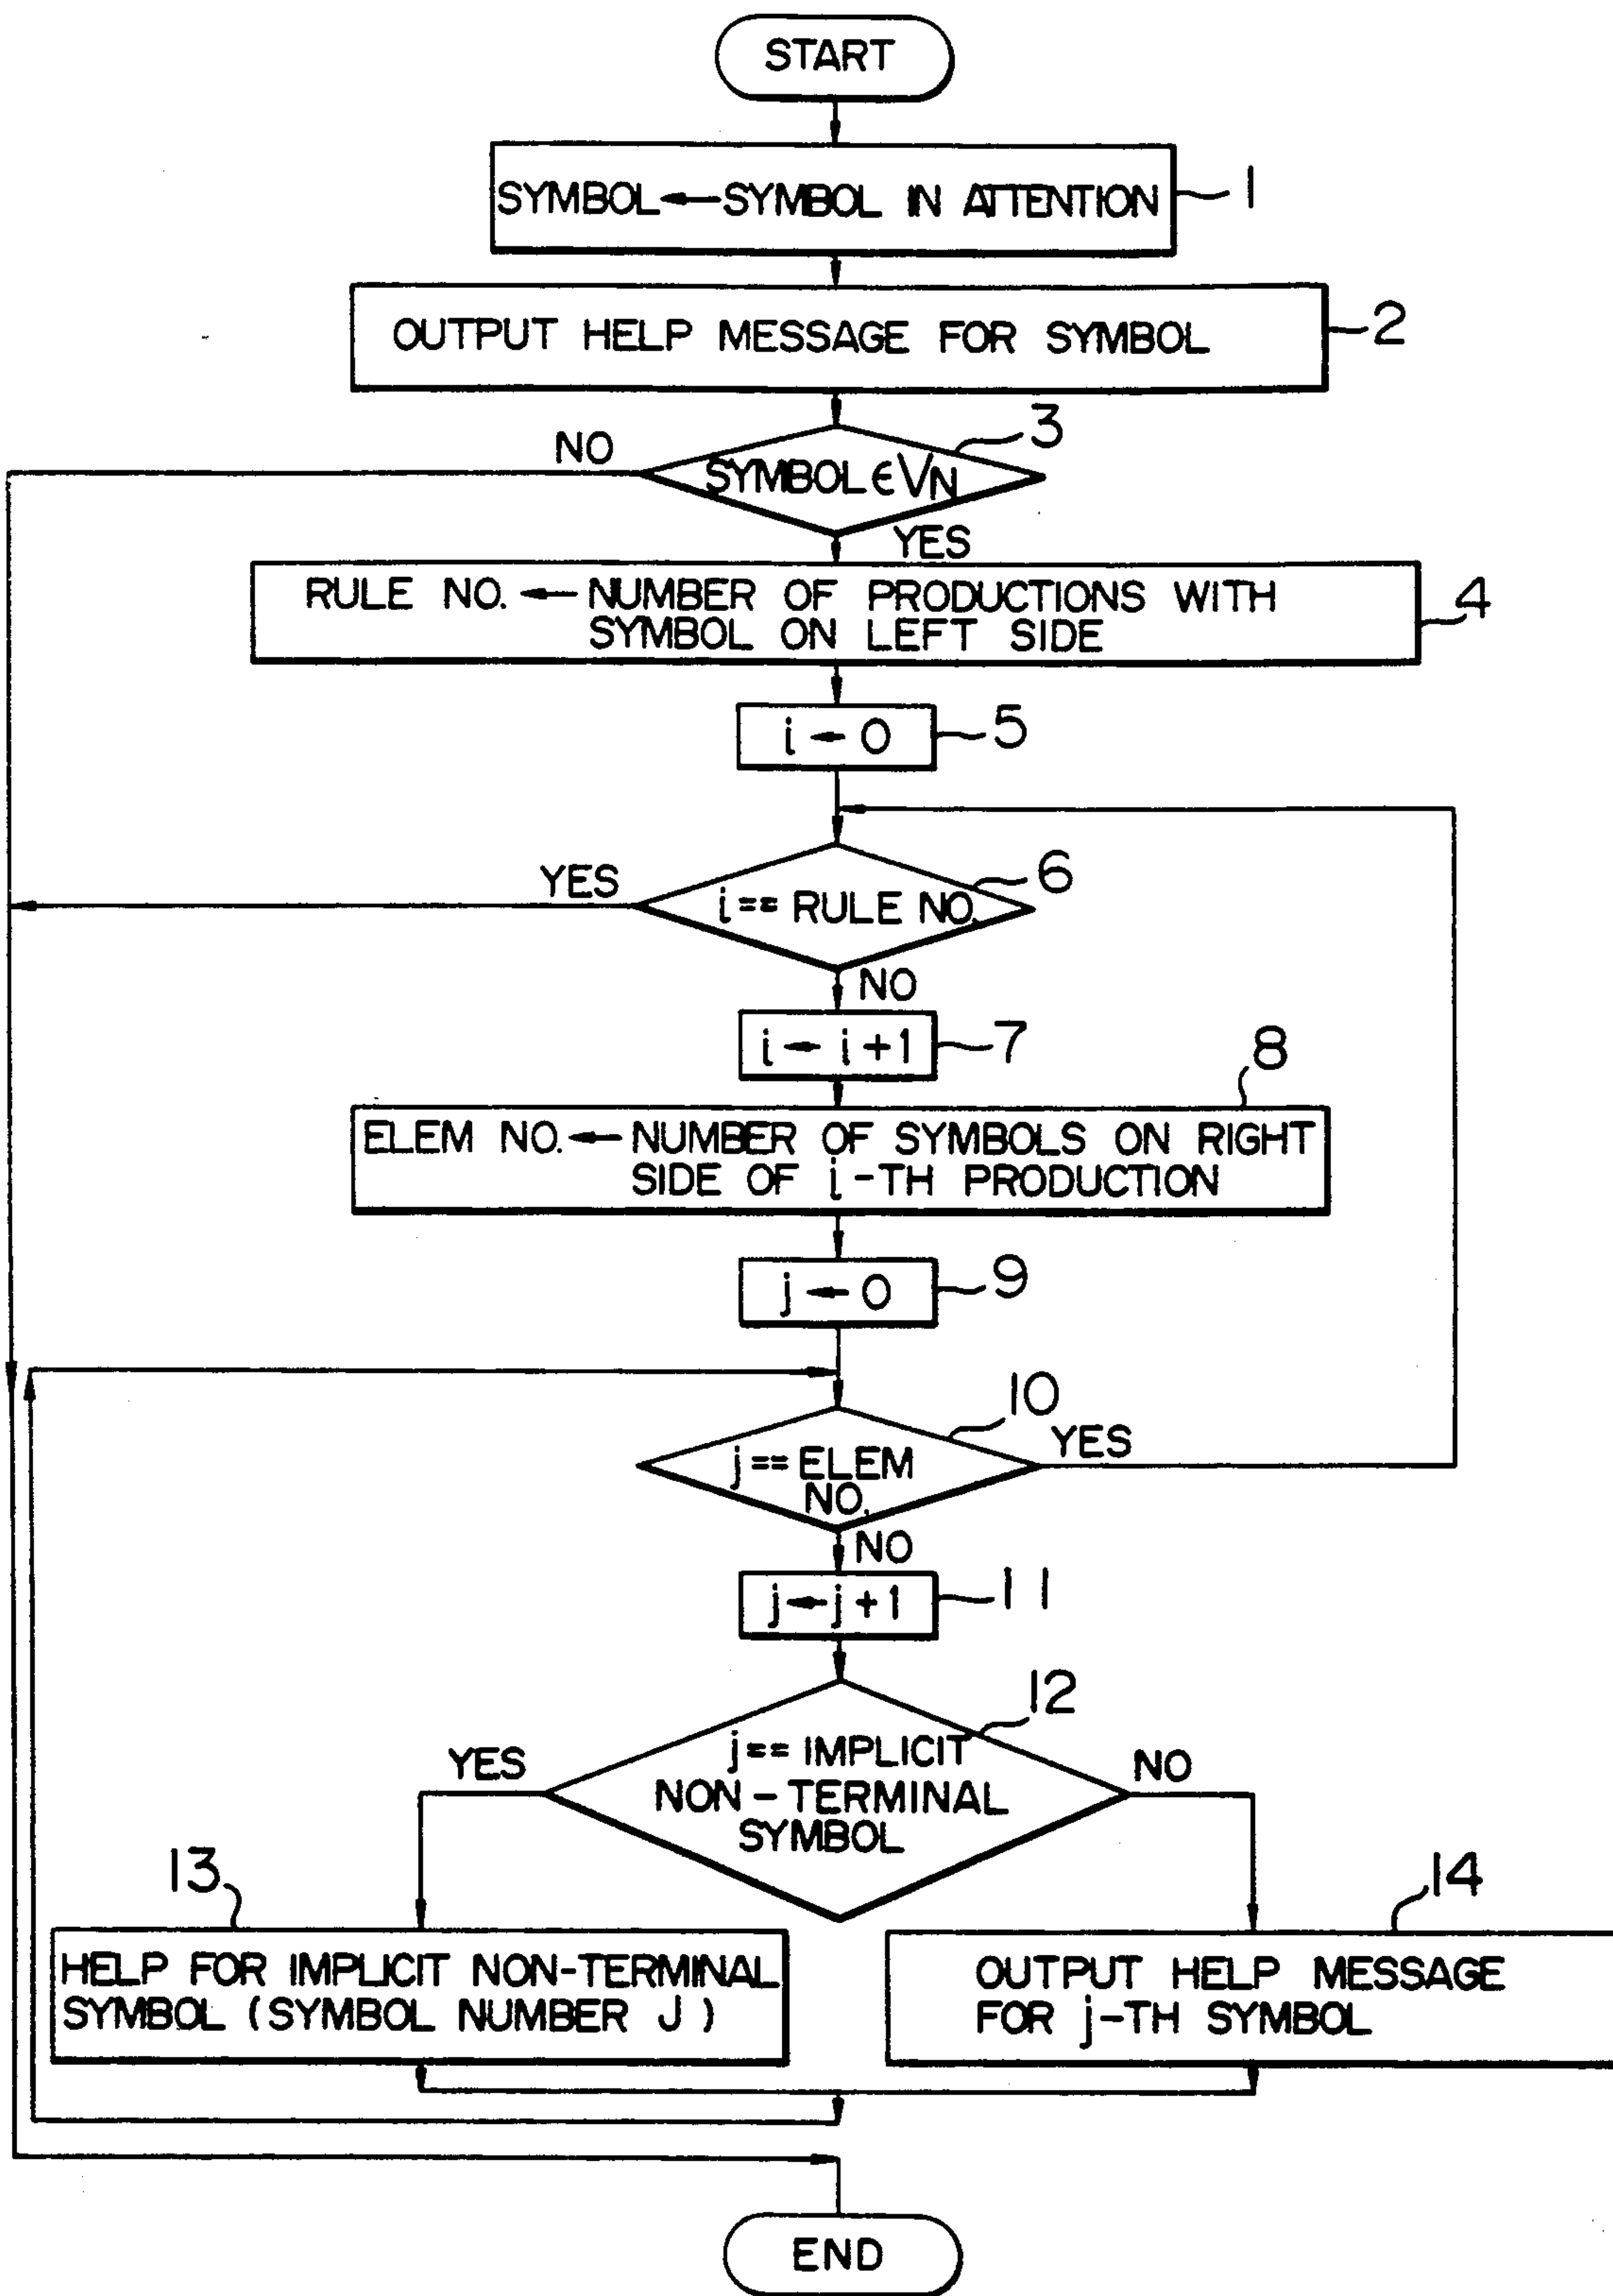 START
SYMBOL←SYMBOL IN ATTENTION
1
OUTPUT HELP MESSAGE FOR SYMBOL
2
3
NO
SYMBOL ϵ VN
YES
RULE NO. ← NUMBER OF PRODUCTIONS WITH
SYMBOL ON LEFT SIDE
4
i ← 0
5
YES
6
i == RULE NO.
NO
i ← i + 1
7
8
ELEM NO. ← NUMBER OF SYMBOLS ON RIGHT
SIDE OF i-TH PRODUCTION
j ← 0
9
10
YES
j == ELEM
NO.
NO
j ← j + 1
11
12
YES
j == IMPLICIT
NON-TERMINAL
SYMBOL
NO
13
14
HELP FOR IMPLICIT NON-TERMINAL
SYMBOL (SYMBOL NUMBER J)
OUTPUT HELP MESSAGE
FOR j-TH SYMBOL
END